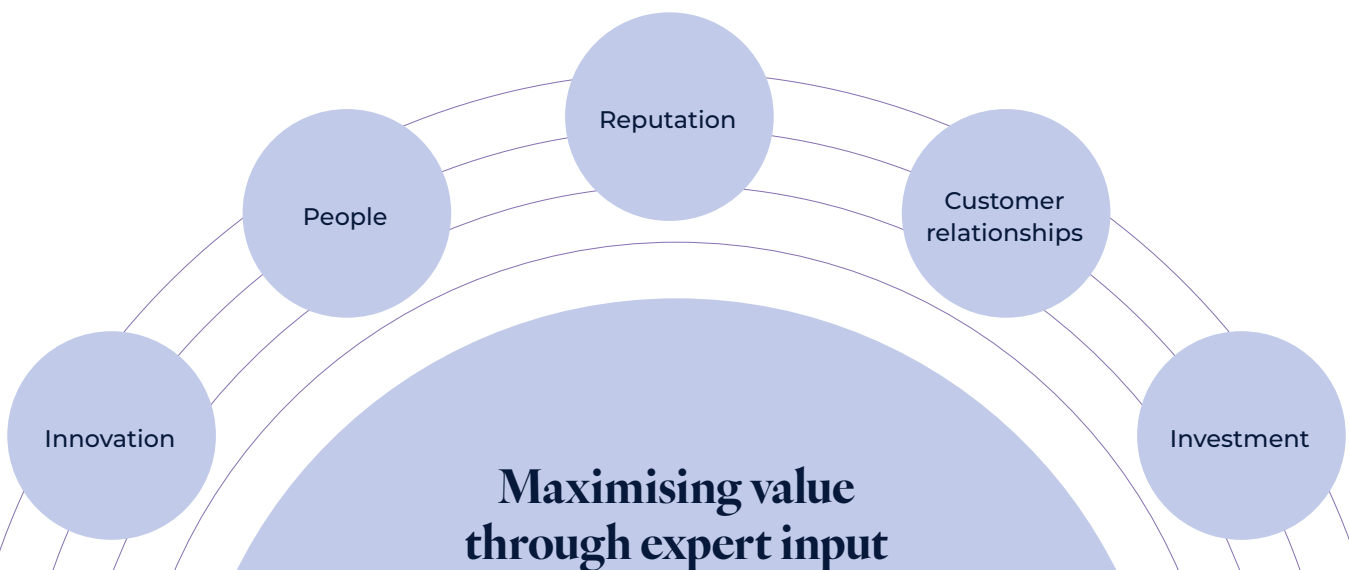 Reputation
People
Customer
relationships
Innovation
Investment
Maximising value
through expert input